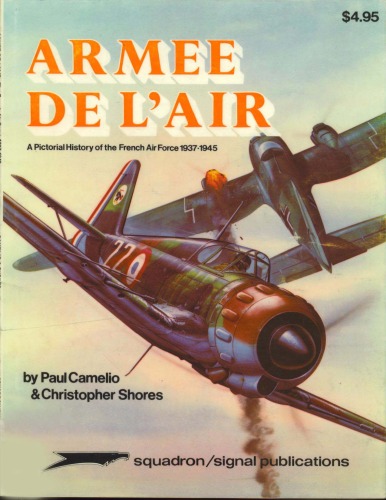 $4.95
ARMEE
DE L'AIR
A Pictorial History of the French Air Force 1937-1945
77
by Paul Camelio
& Christopher Shores
squadron/signal publications